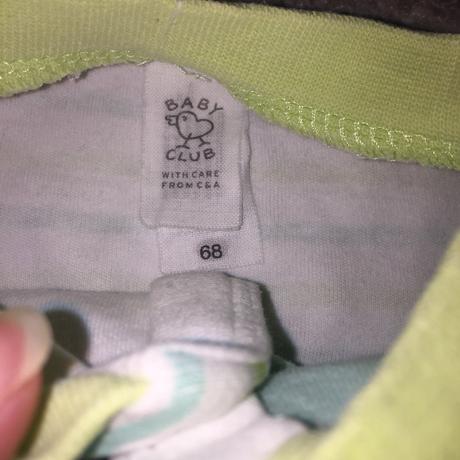 BABY
CLUB
WITH CARE
FROM C&A
68